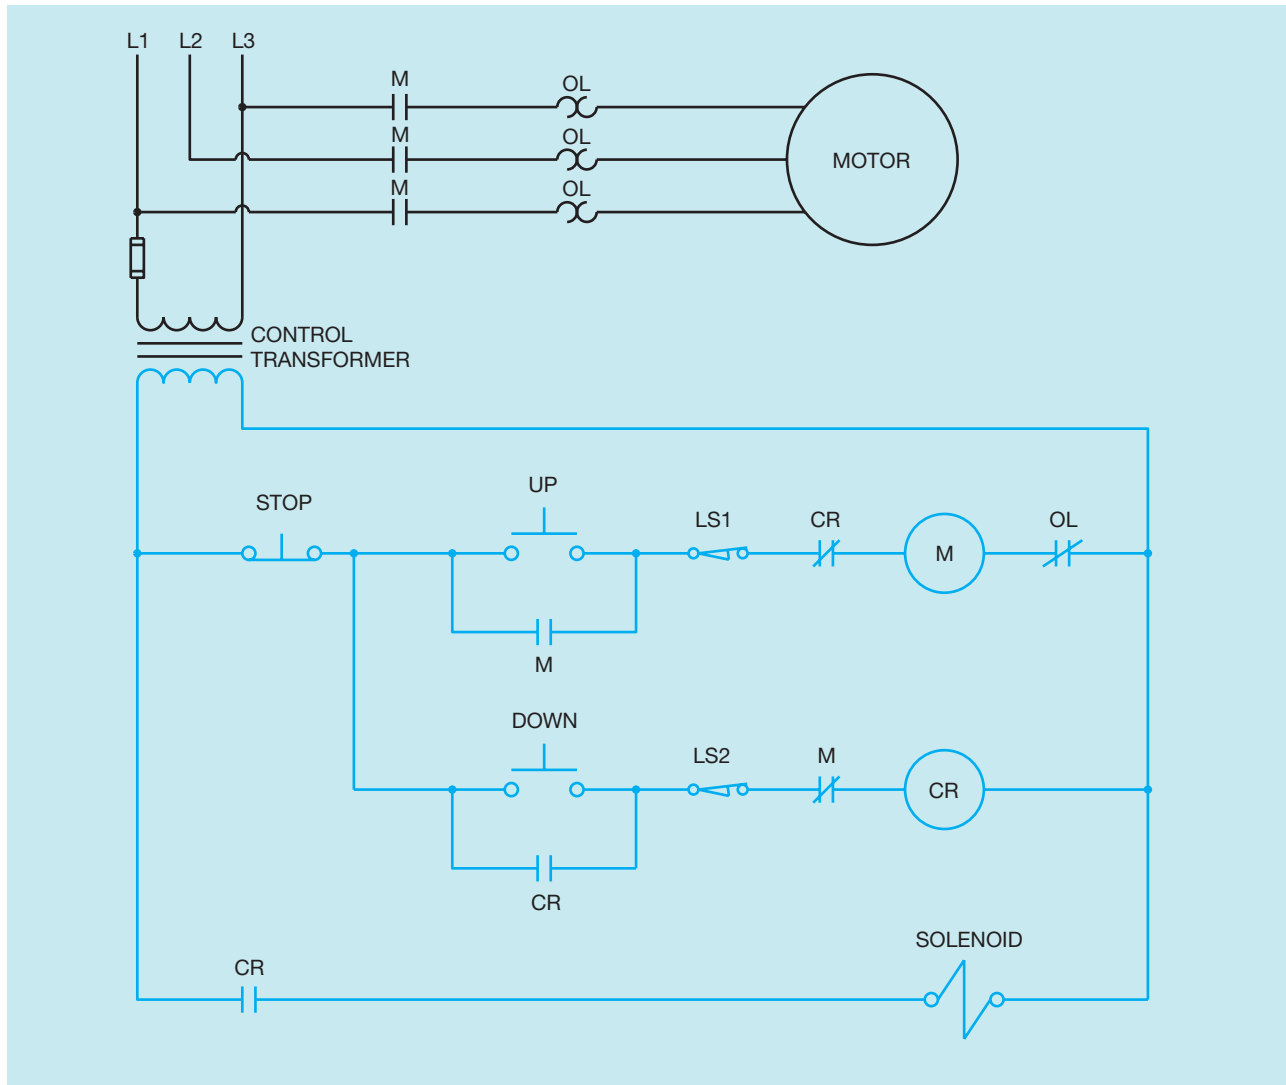 L1 L2 L3
M OL
M OL
MOTOR
M OL
CONTROL
TRANSFORMER
UP
STOP LS1 CR OL
M
M
DOWN
LS2 M
CR
CR
SOLENOID
CR